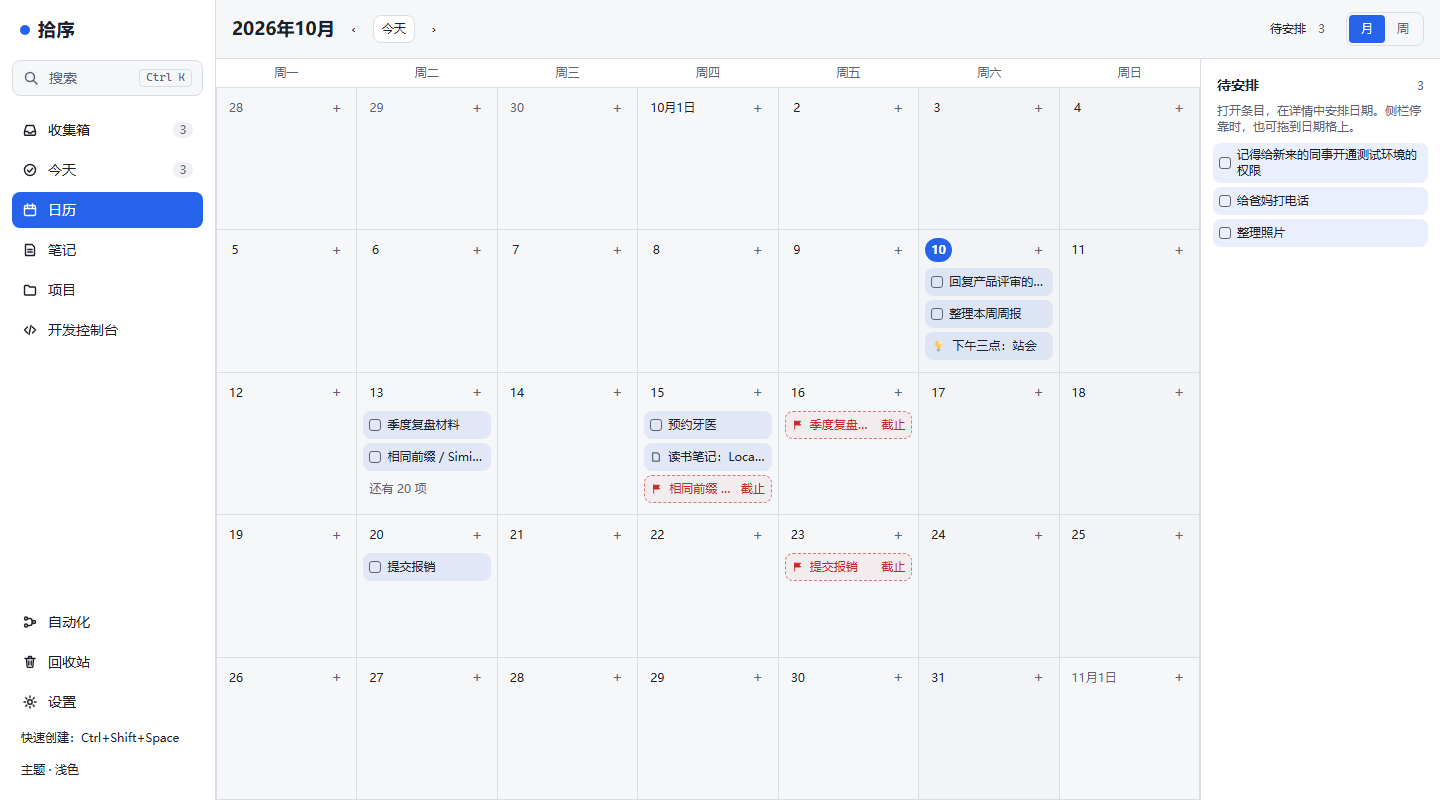 拾序
搜索 Ctrl K
收集箱 3
今天 3
日历
笔记
项目
开发控制台
自动化
回收站
设置
快速创建：Ctrl+Shift+Space
主题 · 浅色
2026年10月 ‹ 今天 ›
待安排 3 月 周
周一 周二 周三 周四 周五 周六 周日
28 + 29 + 30 + 10月1日 + 2 + 3 + 4 +
5 + 6 + 7 + 8 + 9 + 10 + 11 +
回复产品评审的...
整理本周周报
下午三点：站会
12 + 13 + 14 + 15 + 16 + 17 + 18 +
季度复盘材料 预约牙医 季度复盘... 截止
相同前缀 / Simi... 读书笔记：Loca...
还有 20 项 相同前缀 ... 截止
19 + 20 + 21 + 22 + 23 + 24 + 25 +
提交报销 提交报销 截止
26 + 27 + 28 + 29 + 30 + 31 + 11月1日 +
待安排 3
打开条目，在详情中安排日期。侧栏停
靠时，也可拖到日期格上。
记得给新来的同事开通测试环境的
权限
给爸妈打电话
整理照片